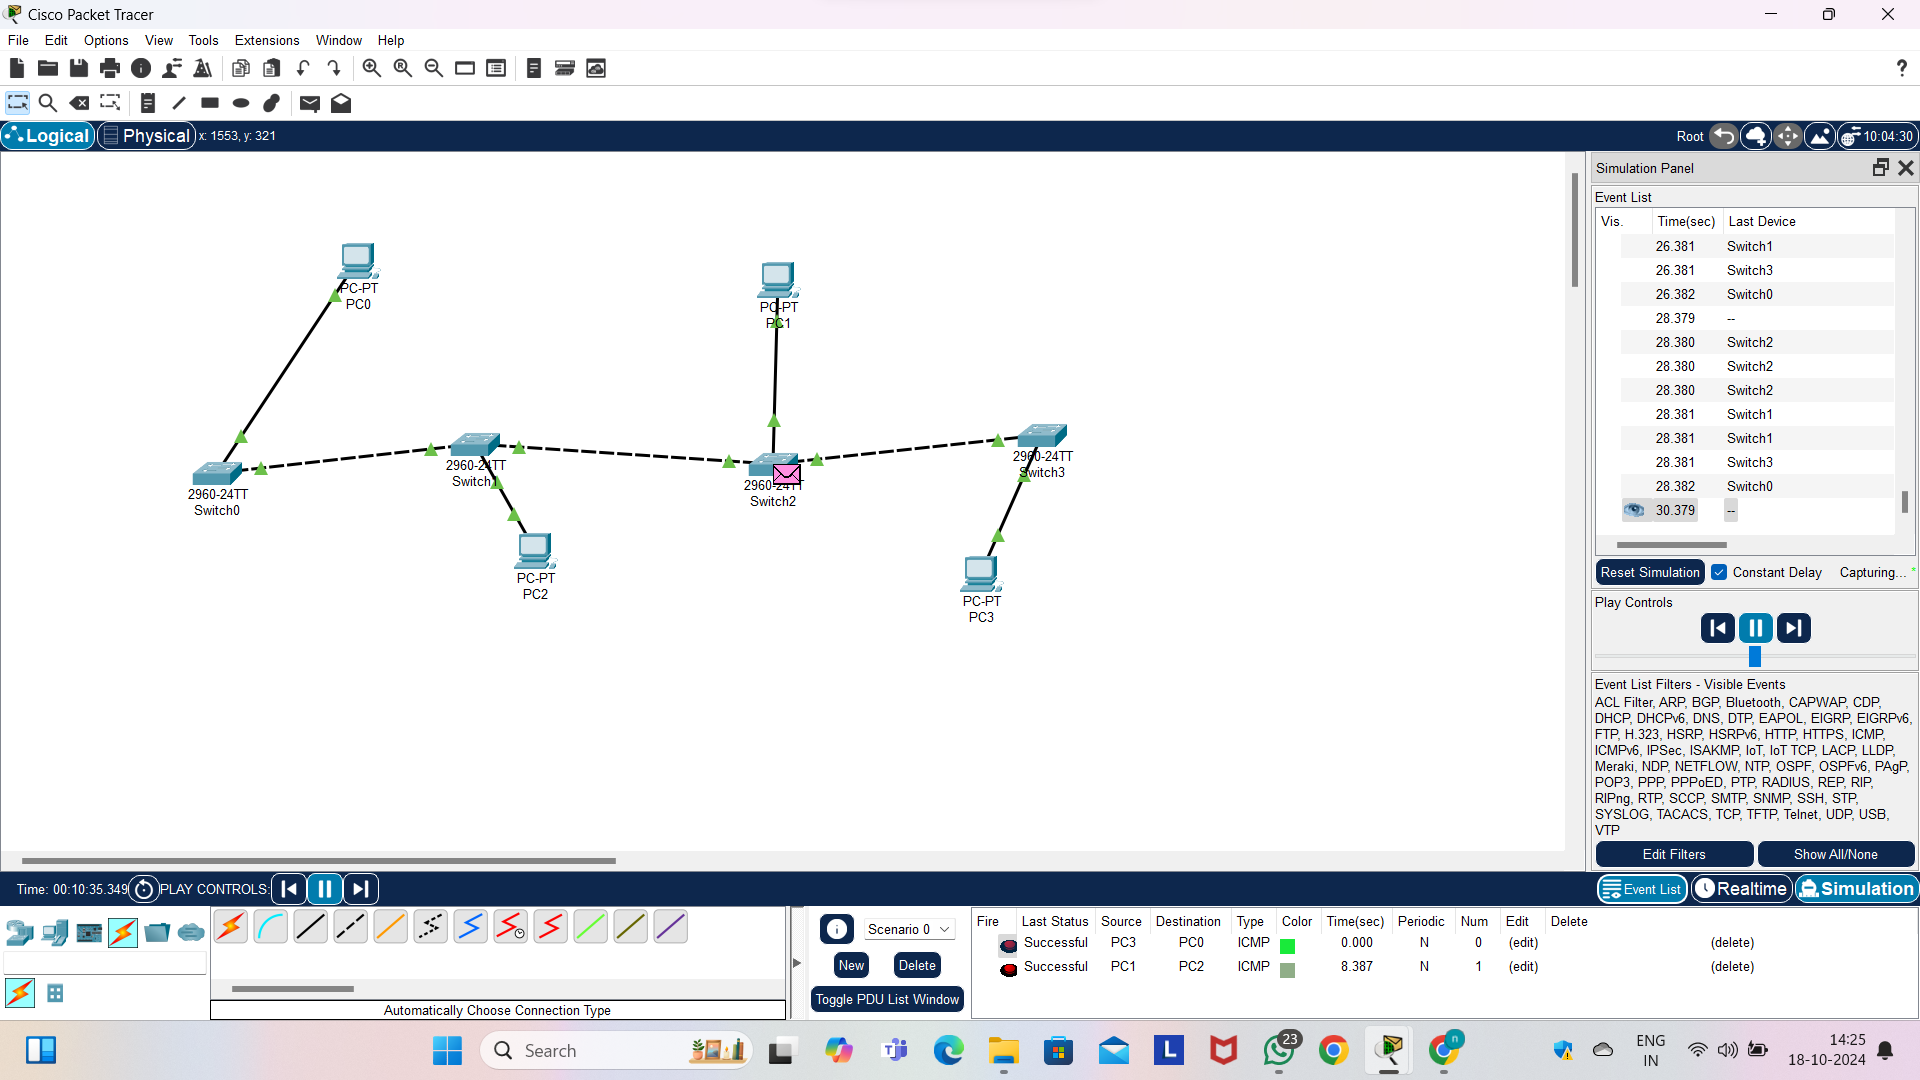 Cisco Packet Tracer
File Edit Options View Tools Extensions Window Help
Logical Physical x: 1553, y: 321 Root 10:04:30
PC-PT
PC0
PC-PT
PC1
2960-24TT
Switch0
2960-24TT
Switch1
2960-24TT
Switch2
2960-24TT
Switch3
PC-PT
PC2
PC-PT
PC3
Simulation Panel
Event List
Vis. Time(sec) Last Device
26.381 Switch1
26.381 Switch3
26.382 Switch0
28.379 --
28.380 Switch2
28.380 Switch2
28.380 Switch2
28.381 Switch1
28.381 Switch1
28.381 Switch3
28.382 Switch0
30.379 --
Reset Simulation Constant Delay Capturing...
Play Controls
Event List Filters - Visible Events
ACL Filter, ARP, BGP, Bluetooth, CAPWAP, CDP,
DHCP, DHCPv6, DNS, DTP, EAPOL, EIGRP, EIGRPv6,
FTP, H.323, HSRP, HSRPv6, HTTP, HTTPS, ICMP,
ICMPv6, IPSec, ISAKMP, IoT, IoT TCP, LACP, LLDP,
Meraki, NDP, NETFLOW, NTP, OSPF, OSPFv6, PAgP,
POP3, PPP, PPPoED, PTP, RADIUS, REP, RIP,
RIPng, RTP, SCCP, SMTP, SNMP, SSH, STP,
SYSLOG, TACACS, TCP, TFTP, Telnet, UDP, USB,
VTP
Edit Filters Show All/None
Time: 00:10:35.349 PLAY CONTROLS: Event List Realtime Simulation
Automatically Choose Connection Type
Scenario 0
New Delete
Toggle PDU List Window
Fire Last Status Source Destination Type Color Time(sec) Periodic Num Edit Delete
Successful PC3 PC0 ICMP 0.000 N 0 (edit) (delete)
Successful PC1 PC2 ICMP 8.387 N 1 (edit) (delete)
Search
L
23
n
ENG
IN
14:25
18-10-2024